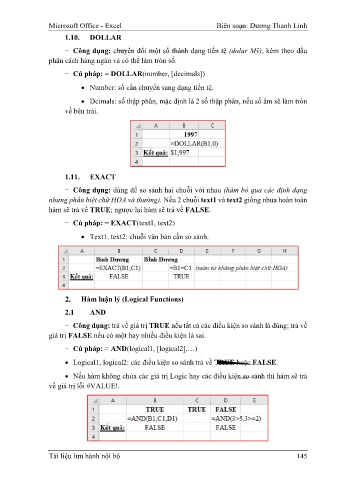 Microsoft Office - Excel Biên soạn: Dương Thanh Linh
1.10. DOLLAR
− Công dụng: chuyển đổi một số thành dạng tiền tệ (dolar Mỹ), kèm theo dấu
phân cách hàng ngàn và có thể làm tròn số.
− Cú pháp: = DOLLAR(number, [decimals])
• Number: số cần chuyển sang dạng tiền tệ.
• Dcimals: số thập phân, mặc định là 2 số thập phân, nếu số âm sẽ làm tròn
về bên trái.
A B C
1 1997
2 =DOLLAR(B1,0)
3 Kết quả: $1,997
4
1.11. EXACT
− Công dụng: dùng để so sánh hai chuỗi với nhau (hàm bỏ qua các định dạng
nhưng phân biệt chữ HOA và thường). Nếu 2 chuỗi text1 và text2 giống nhua hoàn toàn
hàm sẽ trả về TRUE; ngược lại hàm sẽ trả về FALSE.
− Cú pháp: = EXACT(text1, text2)
• Text1, text2: chuỗi văn bản cần so sánh.
A B C D E F G H
1 Bình Dương BÌnh Dương
2 =EXACT(B1,C1) =B1=C1 (toán tử không phân biệt chữ HOA)
3 Kết quả: FALSE TRUE
4
2. Hàm luận lý (Logical Functions)
2.1 AND
− Công dụng: trả về giá trị TRUE nếu tất cả các điều kiện so sánh là đúng; trả về
giá trị FALSE nếu có một hay nhiều điều kiện là sai.
− Cú pháp: = AND(logical1, [logical2],…)
• Logical1, logical2: các điều kiện so sánh trả về TRUE hoặc FALSE.
• Nếu hàm không chứa các giá trị Logic hay các điều kiện so sánh thì hàm sẽ trả
về giá trị lỗi #VALUE!.
A B C D E
1 TRUE TRUE FALSE
2 =AND(B1,C1,D1) =AND(3>5,3>=2)
3 Kết quả: FALSE FALSE
4
Tài liệu lưu hành nội bộ 145